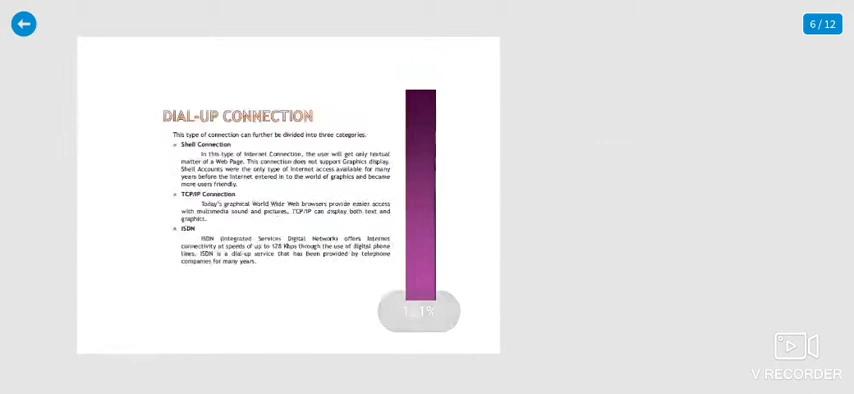 6 / 12
DIAL-UP CONNECTION
This type of connection can further be divided into three categories.
Shell Connection
In this type of Internet Connection, the user will get only textual
matter of a Web Page. This connection does not support Graphics display.
Shell Accounts were the only type of Internet access available for many
years before the Internet entered in to the world of graphics and became
more users friendly.
TCP/IP Connection
Today's graphical World Wide Web browsers provide easier access
with multimedia sound and pictures. TCP/IP can display both text and
graphics.
ISDN
ISDN (Integrated Services Digital Network) offers Internet
connectivity at speeds of up to 128 Kbps through the use of digital phone
lines. ISDN is a dial-up service that has been provided by telephone
companies for many years.
V RECORDER